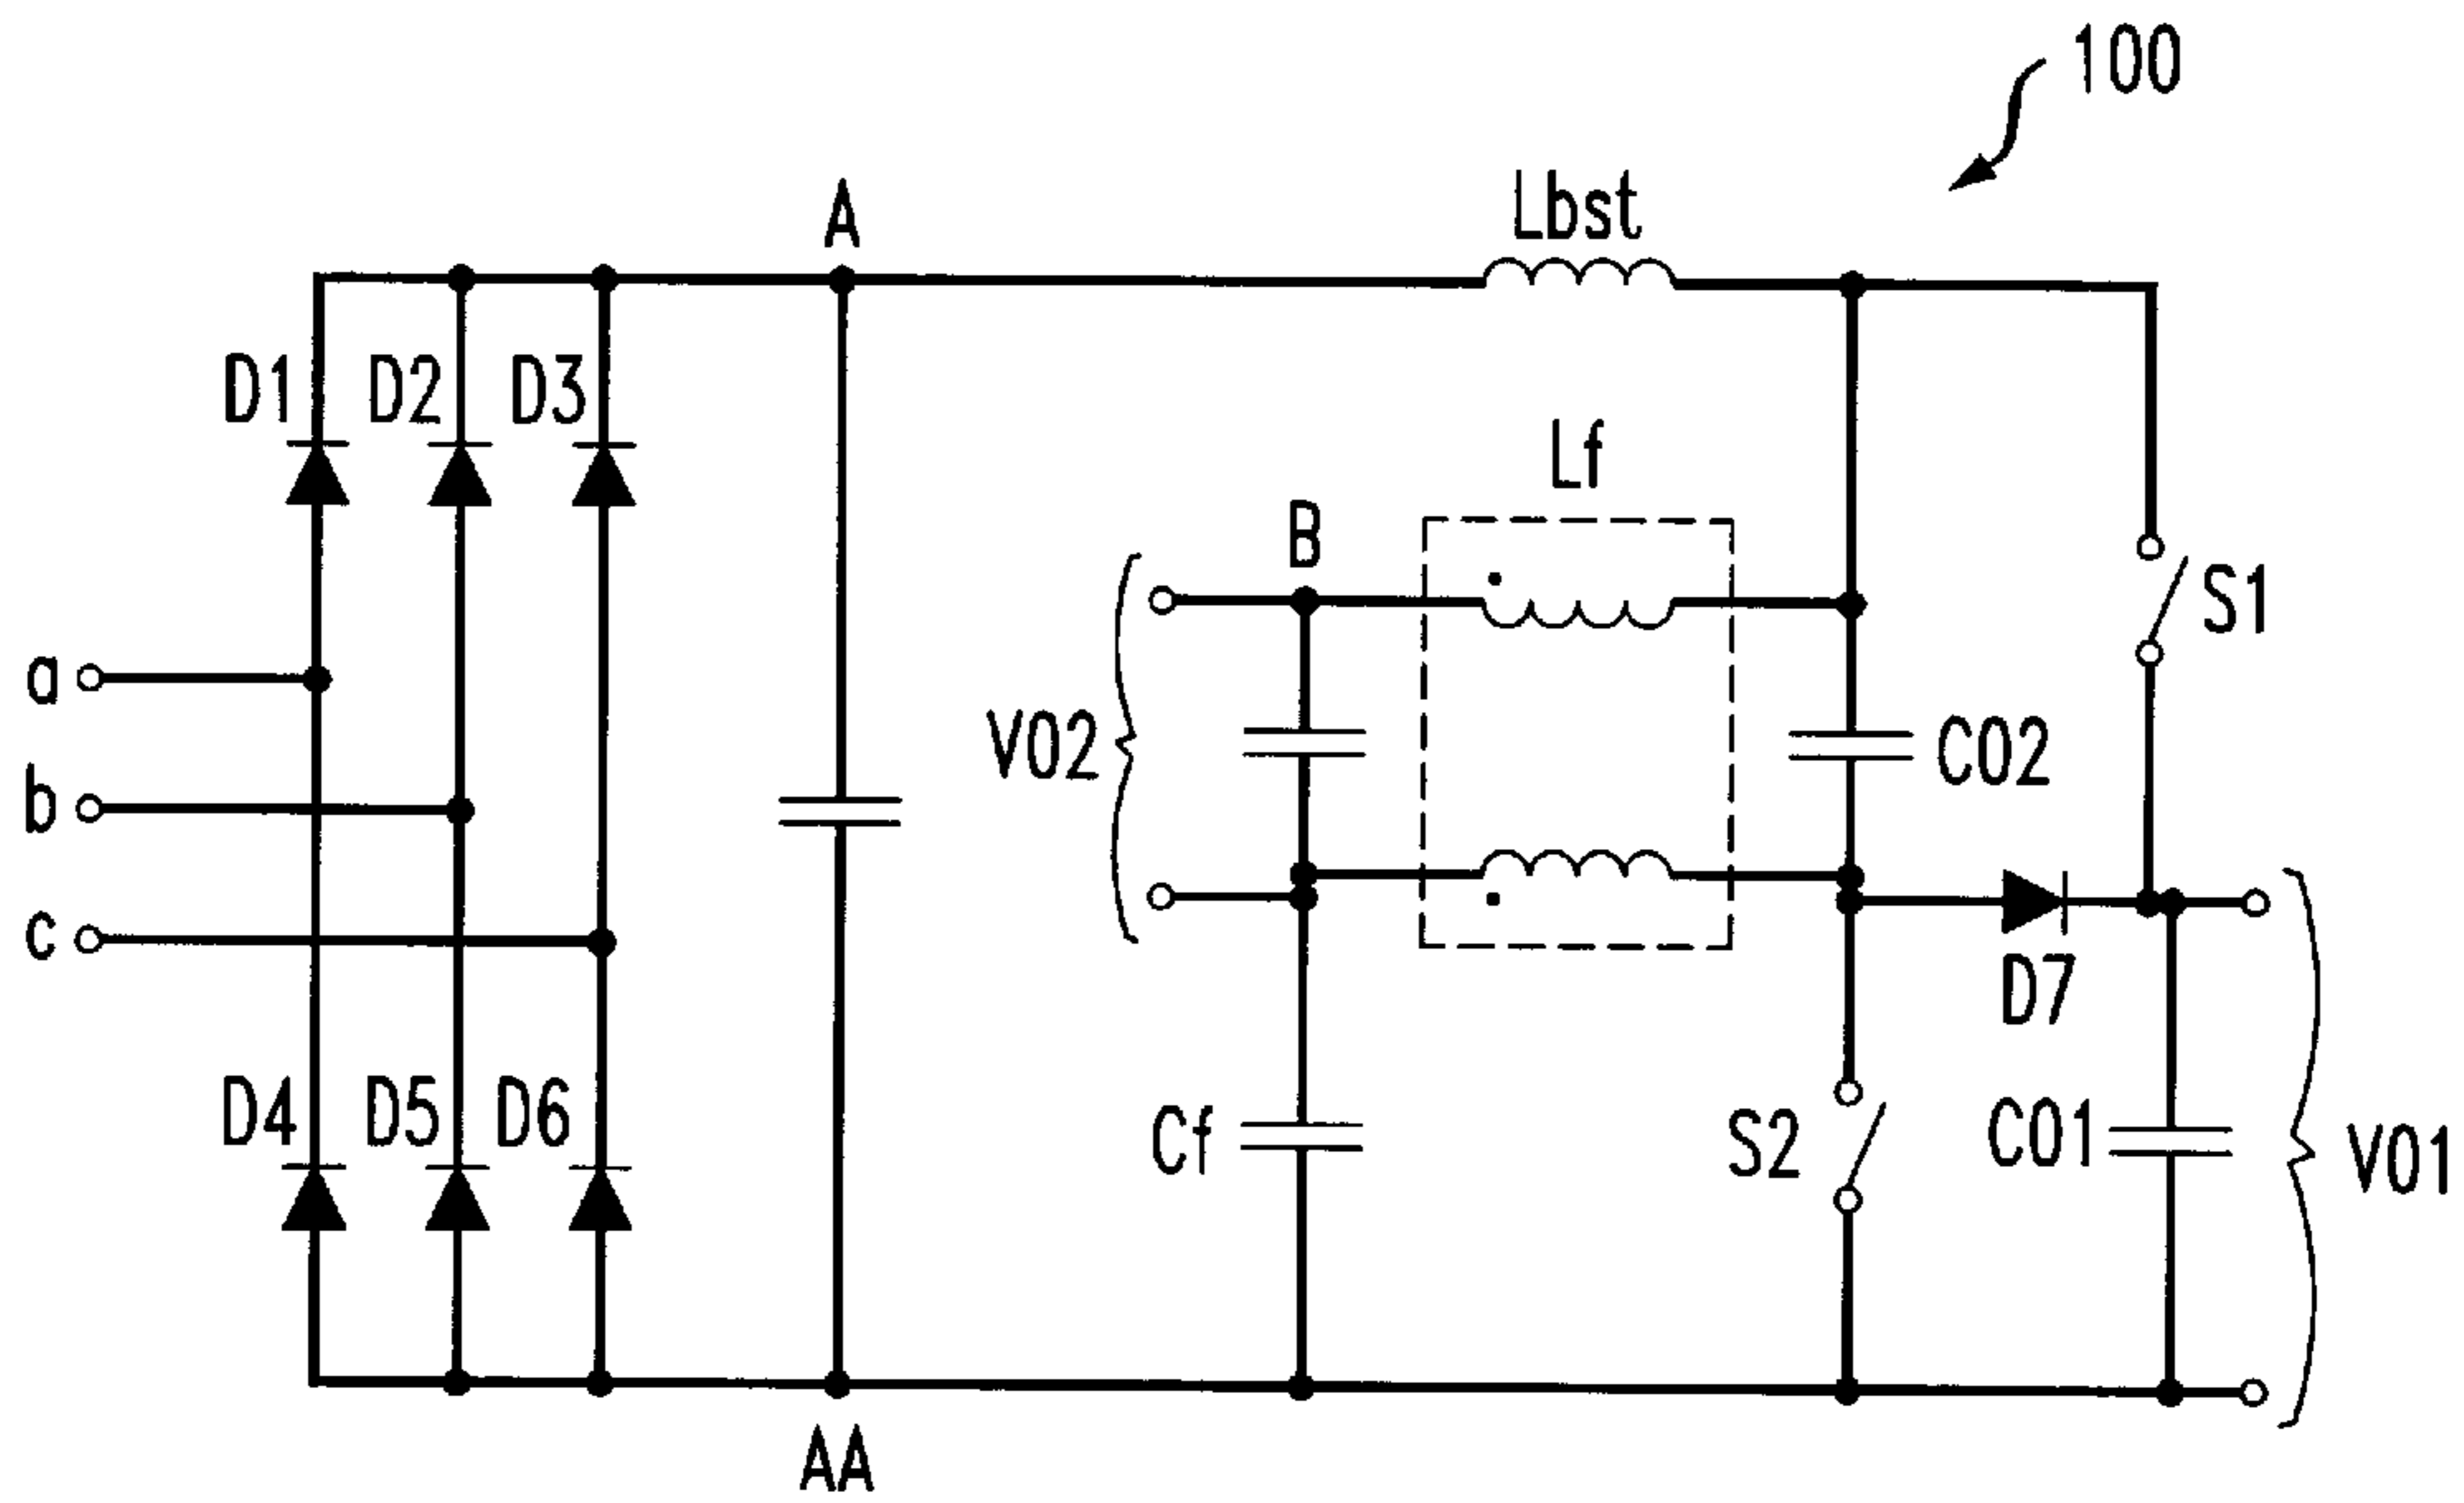 100
A
Lbst
D1 D2 D3
Lf
B
S1
a
V02
C02
b
c
D7
D4 D5 D6
Cf
S2
C01
V01
AA